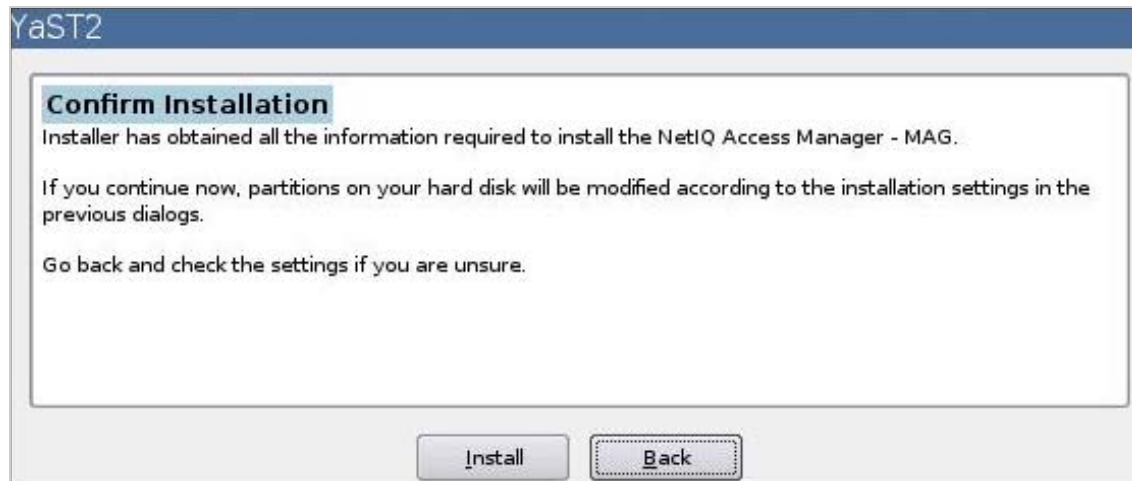 YaST2
Confirm Installation
Installer has obtained all the information required to install the NetIQ Access Manager - MAG.
If you continue now, partitions on your hard disk will be modified according to the installation settings in the
previous dialogs.
Go back and check the settings if you are unsure.
Install
Back